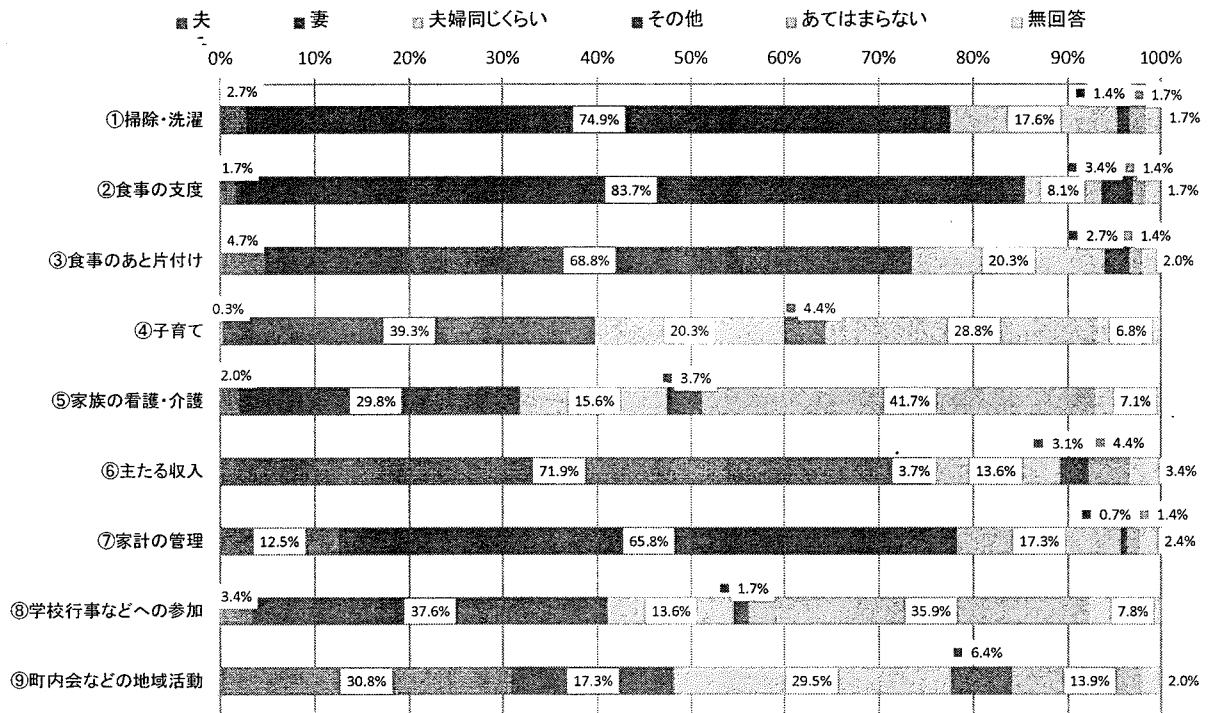 夫 妻 夫婦同じくらい その他 あてはまらない 無回答
0% 10% 20% 30% 40% 50% 60% 70% 80% 90% 100%
2.7% 1.4% 1.7%
①掃除・洗濯 74.9% 17.6% 1.7%
1.7% 3.4% 1.4%
②食事の支度 83.7% 8.1% 1.7%
4.7% 2.7% 1.4%
③食事のあと片付け 68.8% 20.3% 2.0%
0.3% 4.4%
④子育て 39.3% 20.3% 28.8% 6.8%
2.0% 3.7%
⑤家族の看護・介護 29.8% 15.6% 41.7% 7.1%
3.1% 4.4%
⑥主たる収入 71.9% 3.7% 13.6% 3.4%
0.7% 1.4%
⑦家計の管理 12.5% 65.8% 17.3% 2.4%
3.4% 1.7%
⑧学校行事などへの参加 37.6% 13.6% 35.9% 7.8%
6.4%
⑨町内会などの地域活動 30.8% 17.3% 29.5% 13.9% 2.0%